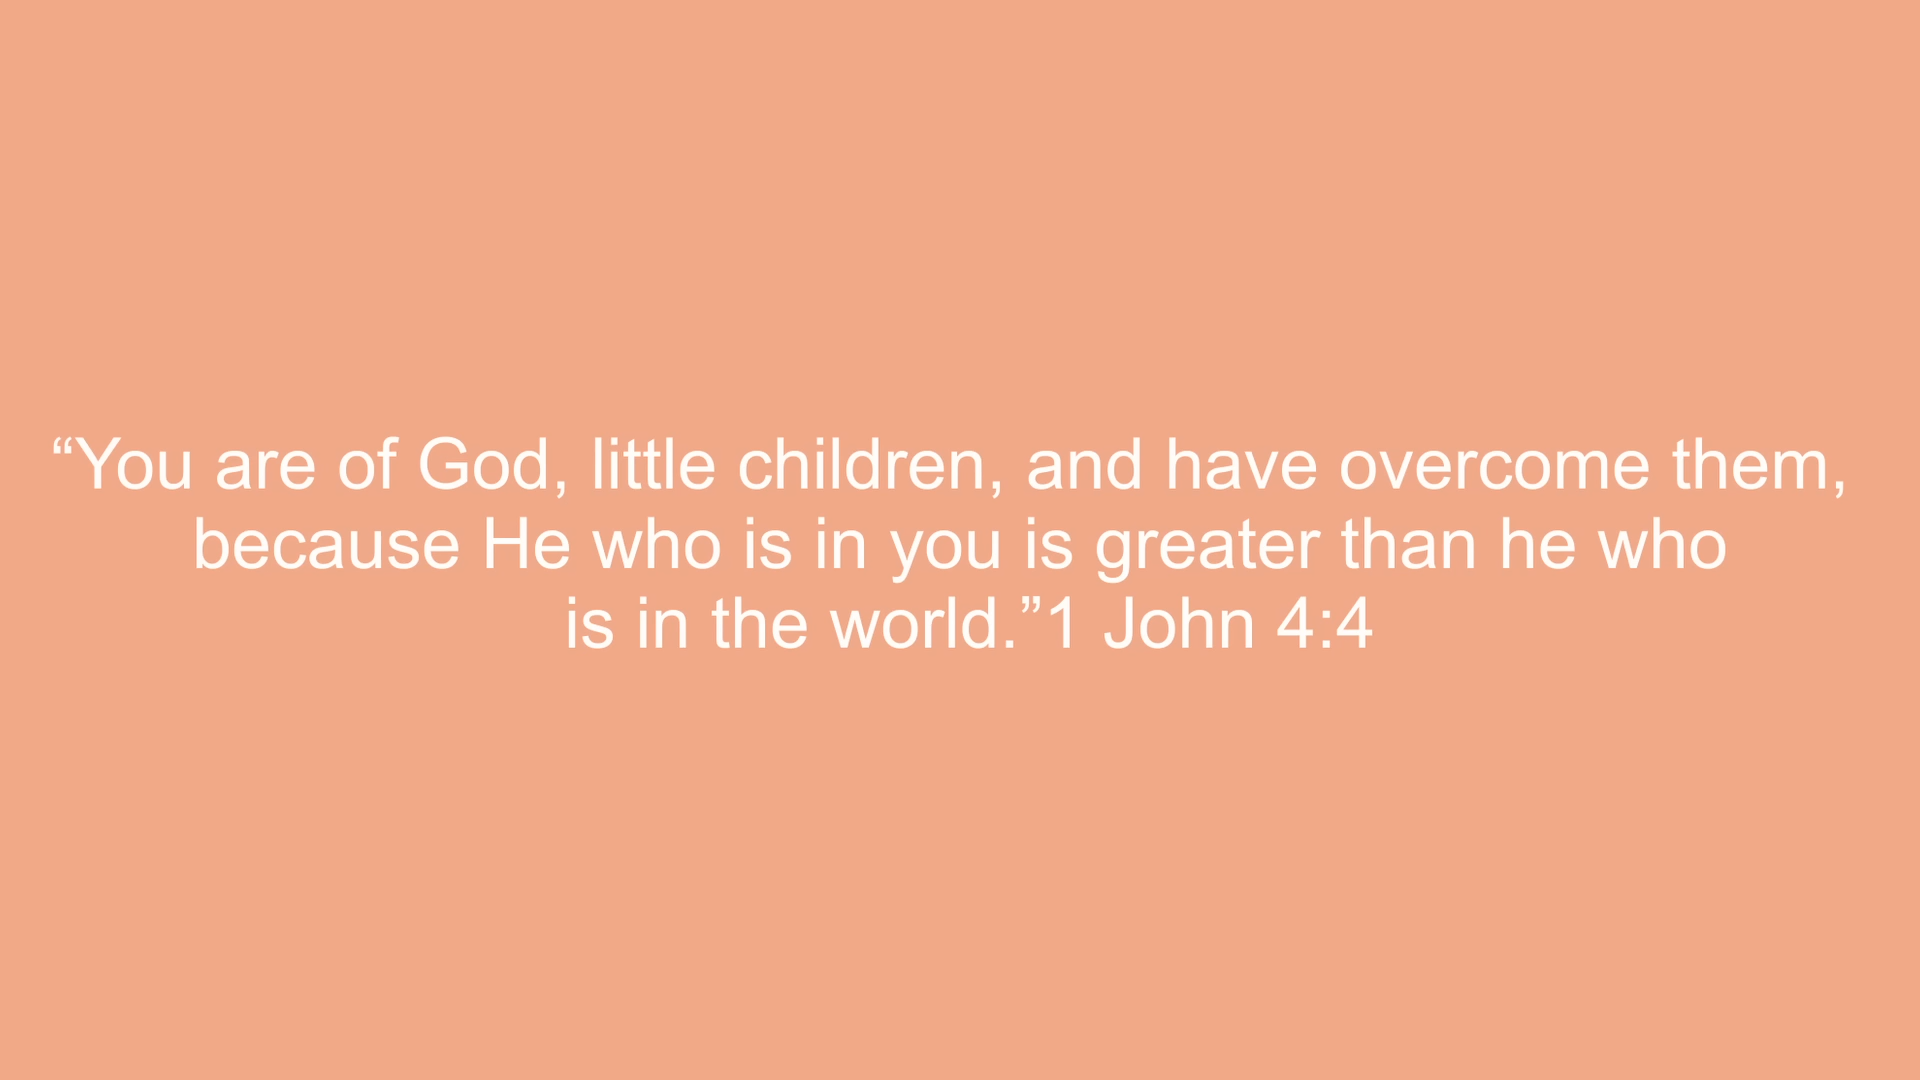 “You are of God, little children, and have overcome them,
because He who is in you is greater than he who
is in the world.”1 John 4:4